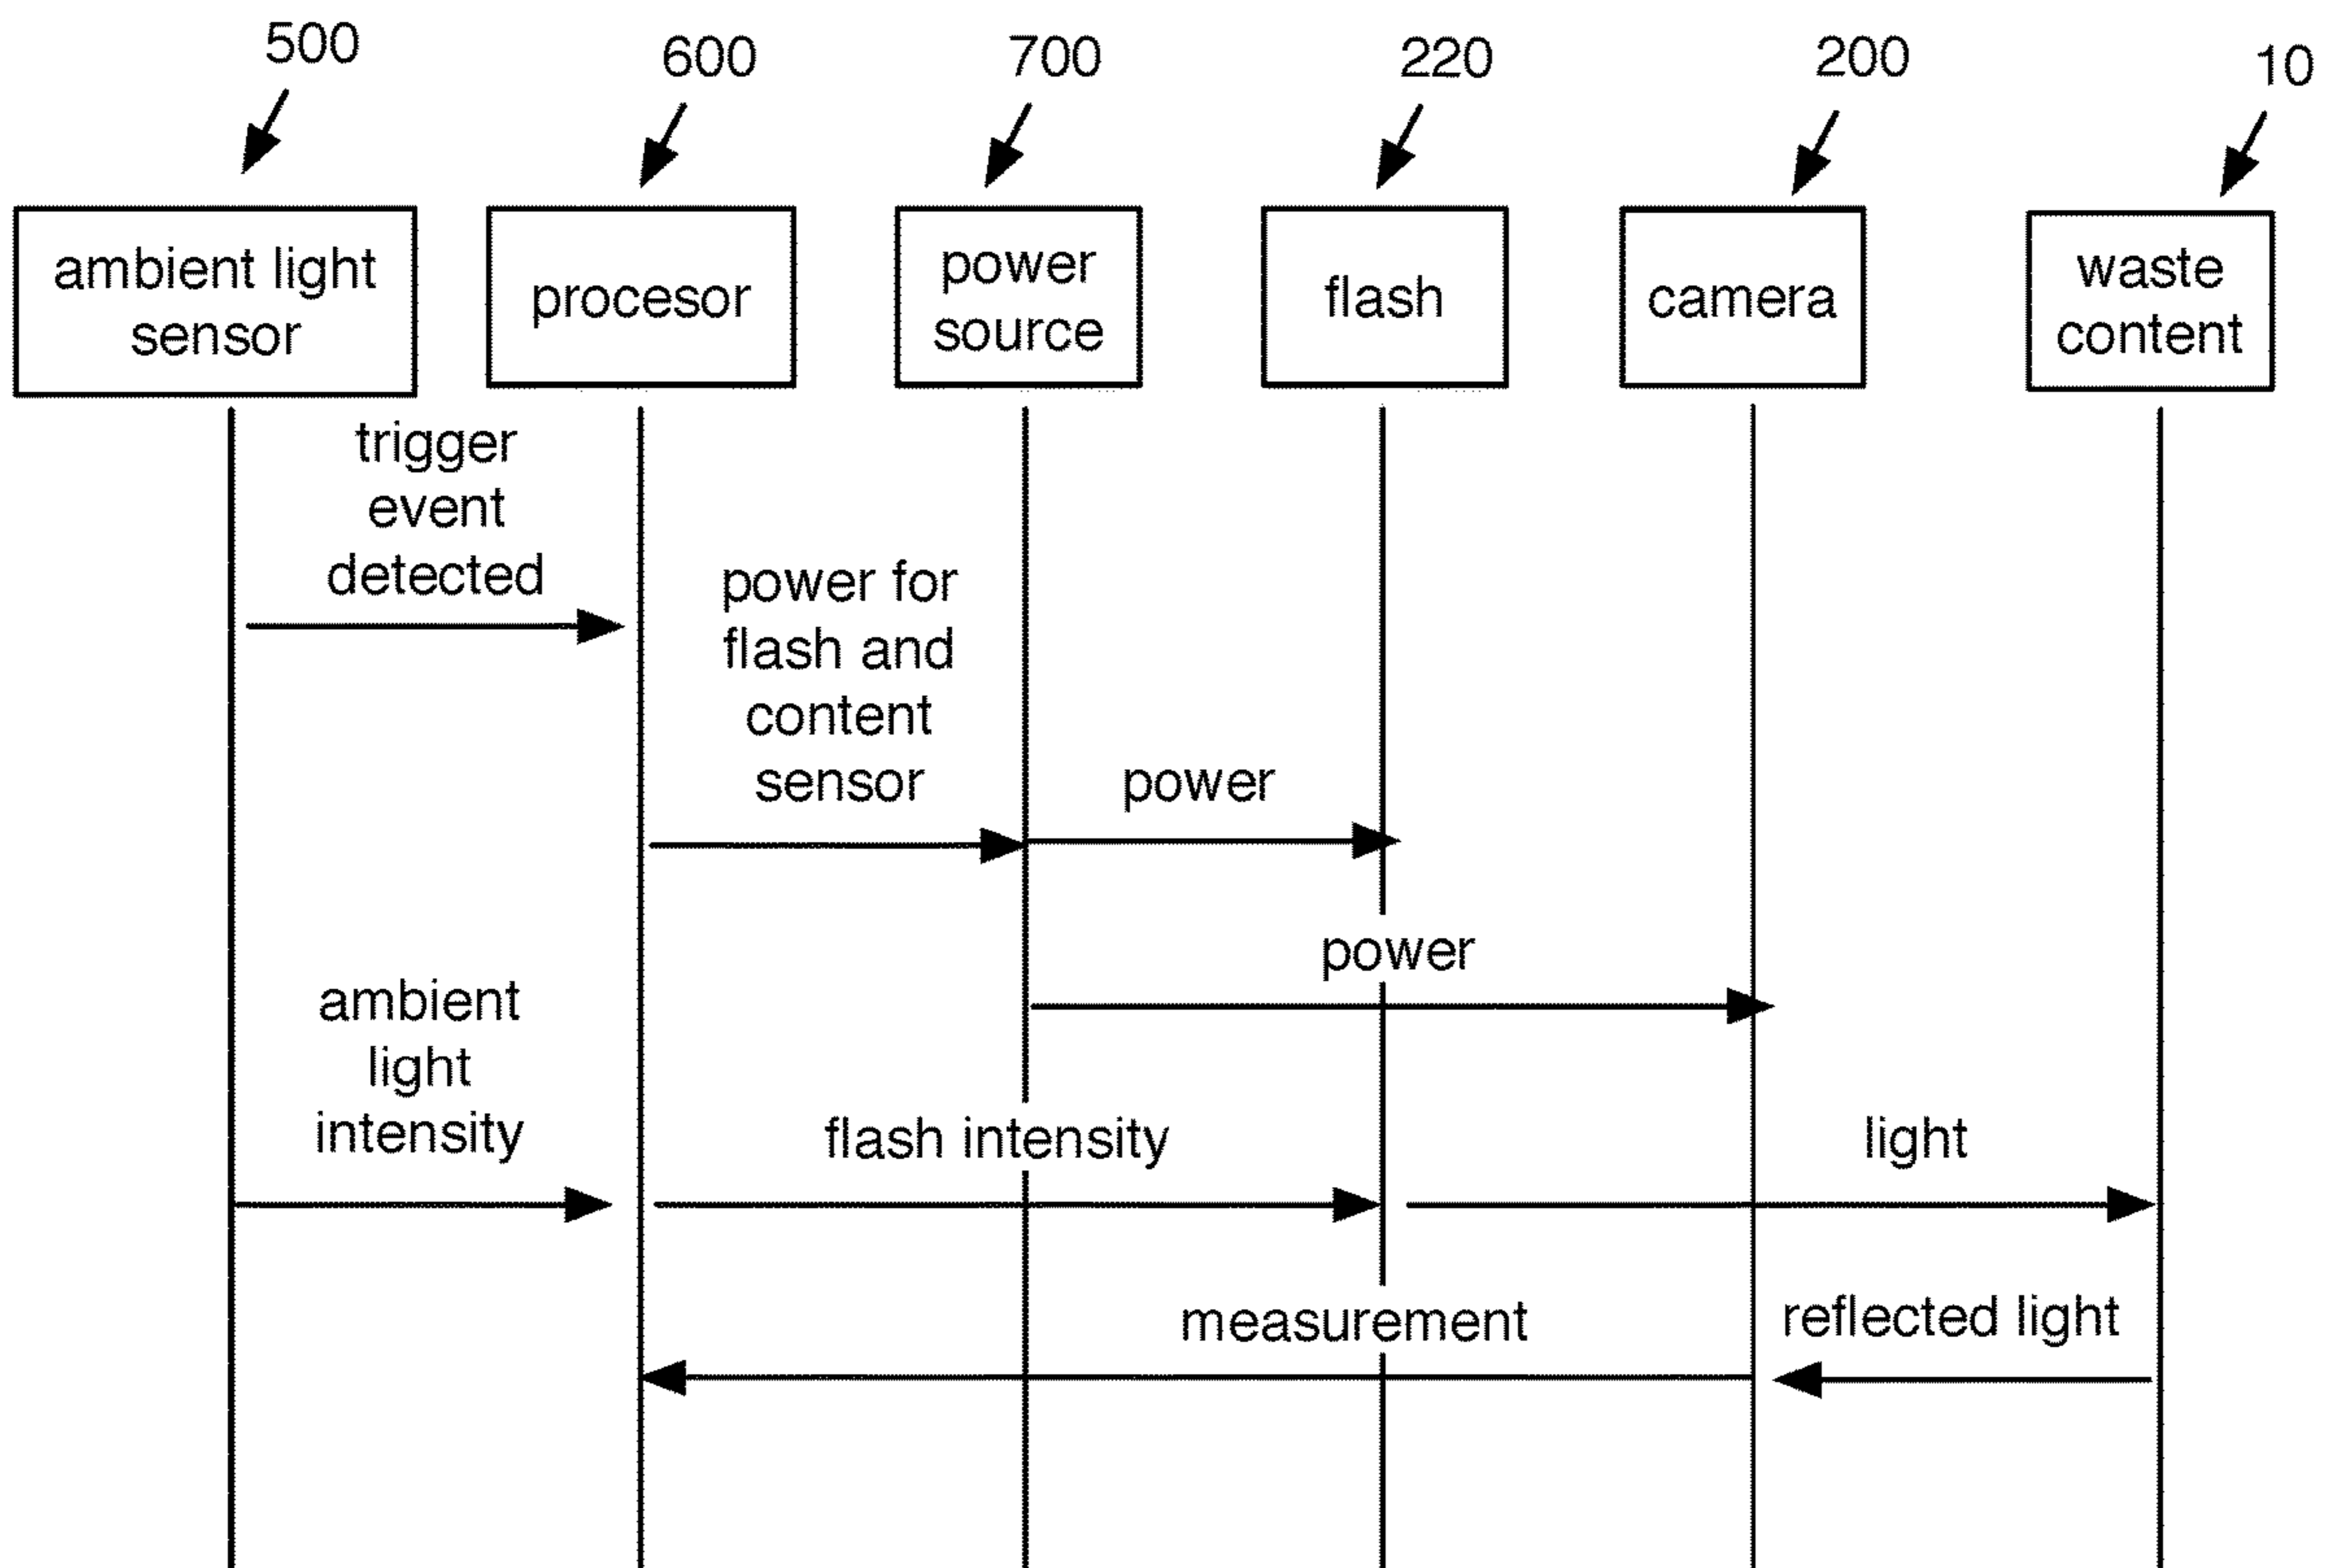 500
600
700
220
200
10
ambient light
sensor
procesor
power
source
flash
camera
waste
content
trigger
event
detected
power for
flash and
content
sensor
power
power
ambient
light
intensity
flash intensity
light
measurement
reflected light